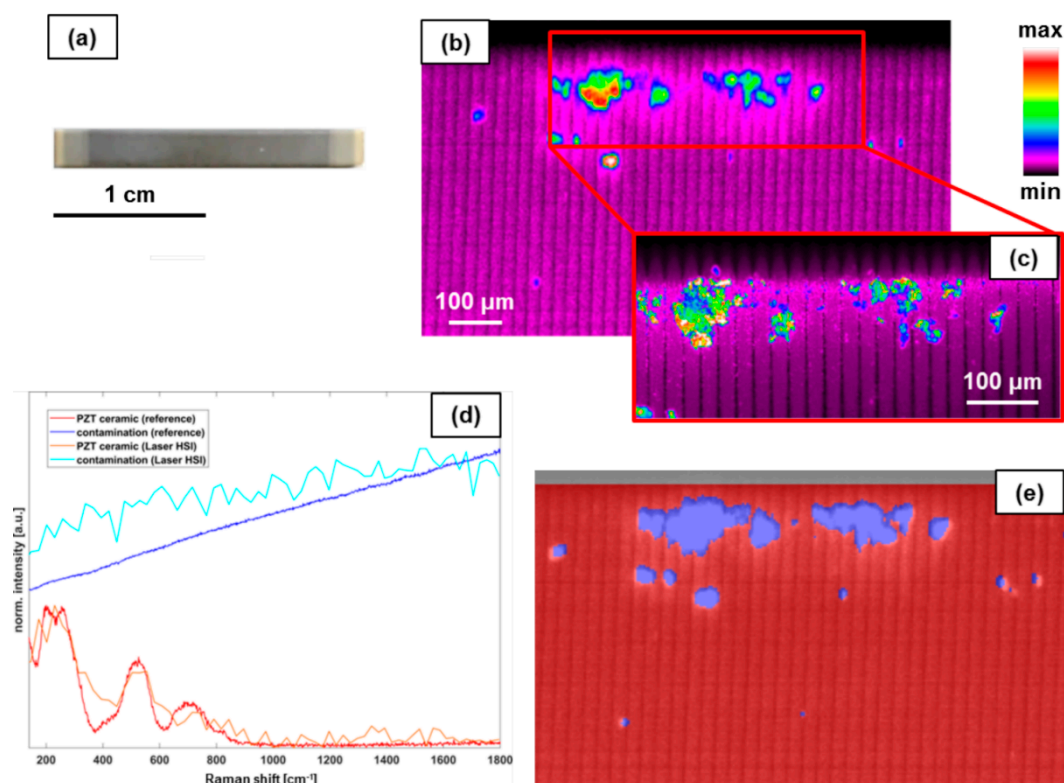 (a)
1 cm
(b)
100 µm
max
min
(c)
100 µm
(d)
PZT ceramic (reference)
contamination (reference)
PZT ceramic (Laser HSI)
contamination (Laser HSI)
norm. intensity [a.u.]
200 400 600 800 1000 1200 1400 1600 1800
Raman shift [cm⁻¹]
(e)